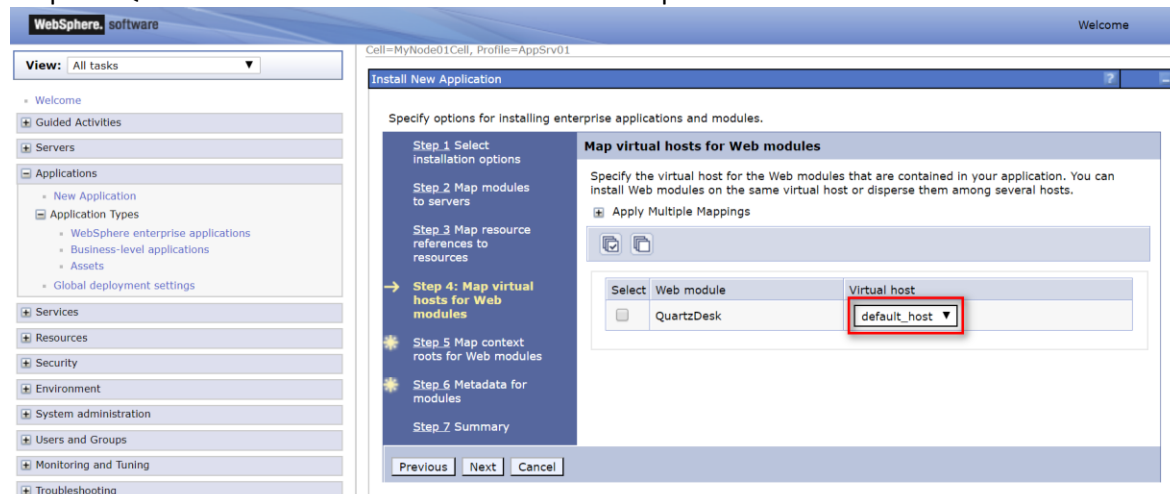 WebSphere. software
Welcome
View: All tasks
Cell=MyNode01Cell, Profile=AppSrv01
Welcome
Guided Activities
Servers
Applications
New Application
Application Types
WebSphere enterprise applications
Business-level applications
Assets
Global deployment settings
Services
Resources
Security
Environment
System administration
Users and Groups
Monitoring and Tuning
Troubleshooting
Install New Application
?
Specify options for installing enterprise applications and modules.
Step 1 Select
installation options
Step 2 Map modules
to servers
Step 3 Map resource
references to
resources
Step 4: Map virtual
hosts for Web
modules
Step 5 Map context
roots for Web modules
Step 6 Metadata for
modules
Step 7 Summary
Map virtual hosts for Web modules
Specify the virtual host for the Web modules that are contained in your application. You can
install Web modules on the same virtual host or disperse them among several hosts.
Apply Multiple Mappings
Select Web module Virtual host
QuartzDesk default_host
Previous Next Cancel